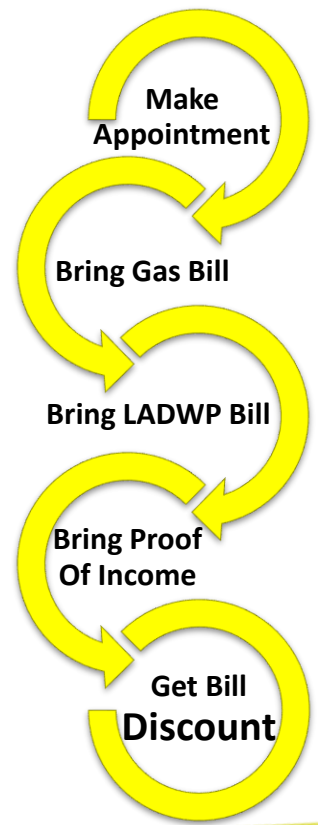 Make
Appointment
Bring Gas Bill
Bring LADWP Bill
Bring Proof
Of Income
Get Bill
Discount